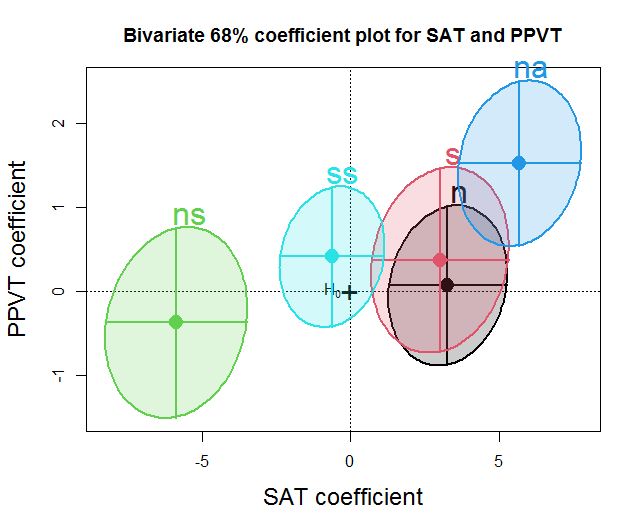 Bivariate 68% coefficient plot for SAT and PPVT
na
s
ss
n
ns
H0
2
1
0
-1
PPVT coefficient
-5
0
5
SAT coefficient